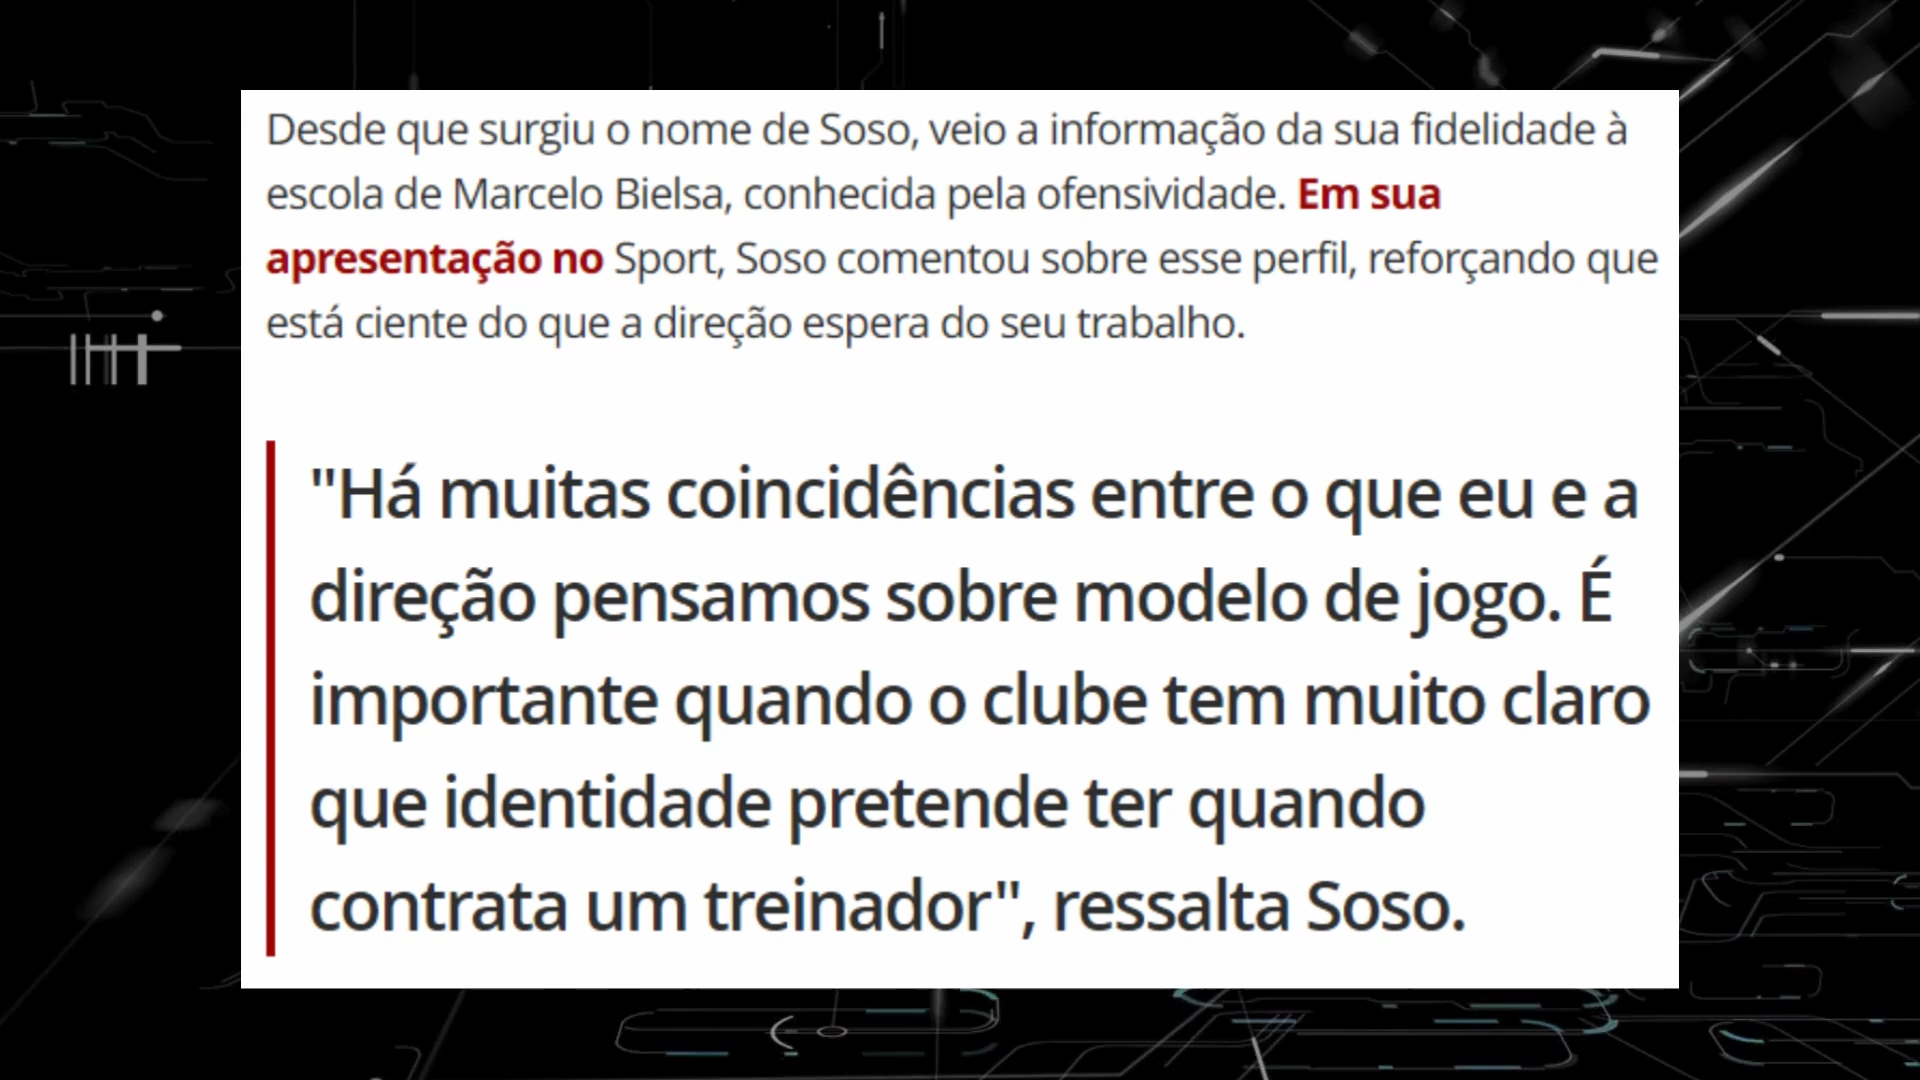 Desde que surgiu o nome de Soso, veio a informação da sua fidelidade à
escola de Marcelo Bielsa, conhecida pela ofensividade. Em sua
apresentação no Sport, Soso comentou sobre esse perfil, reforçando que
está ciente do que a direção espera do seu trabalho.
"Há muitas coincidências entre o que eu e a
direção pensamos sobre modelo de jogo. É
importante quando o clube tem muito claro
que identidade pretende ter quando
contrata um treinador", ressalta Soso.